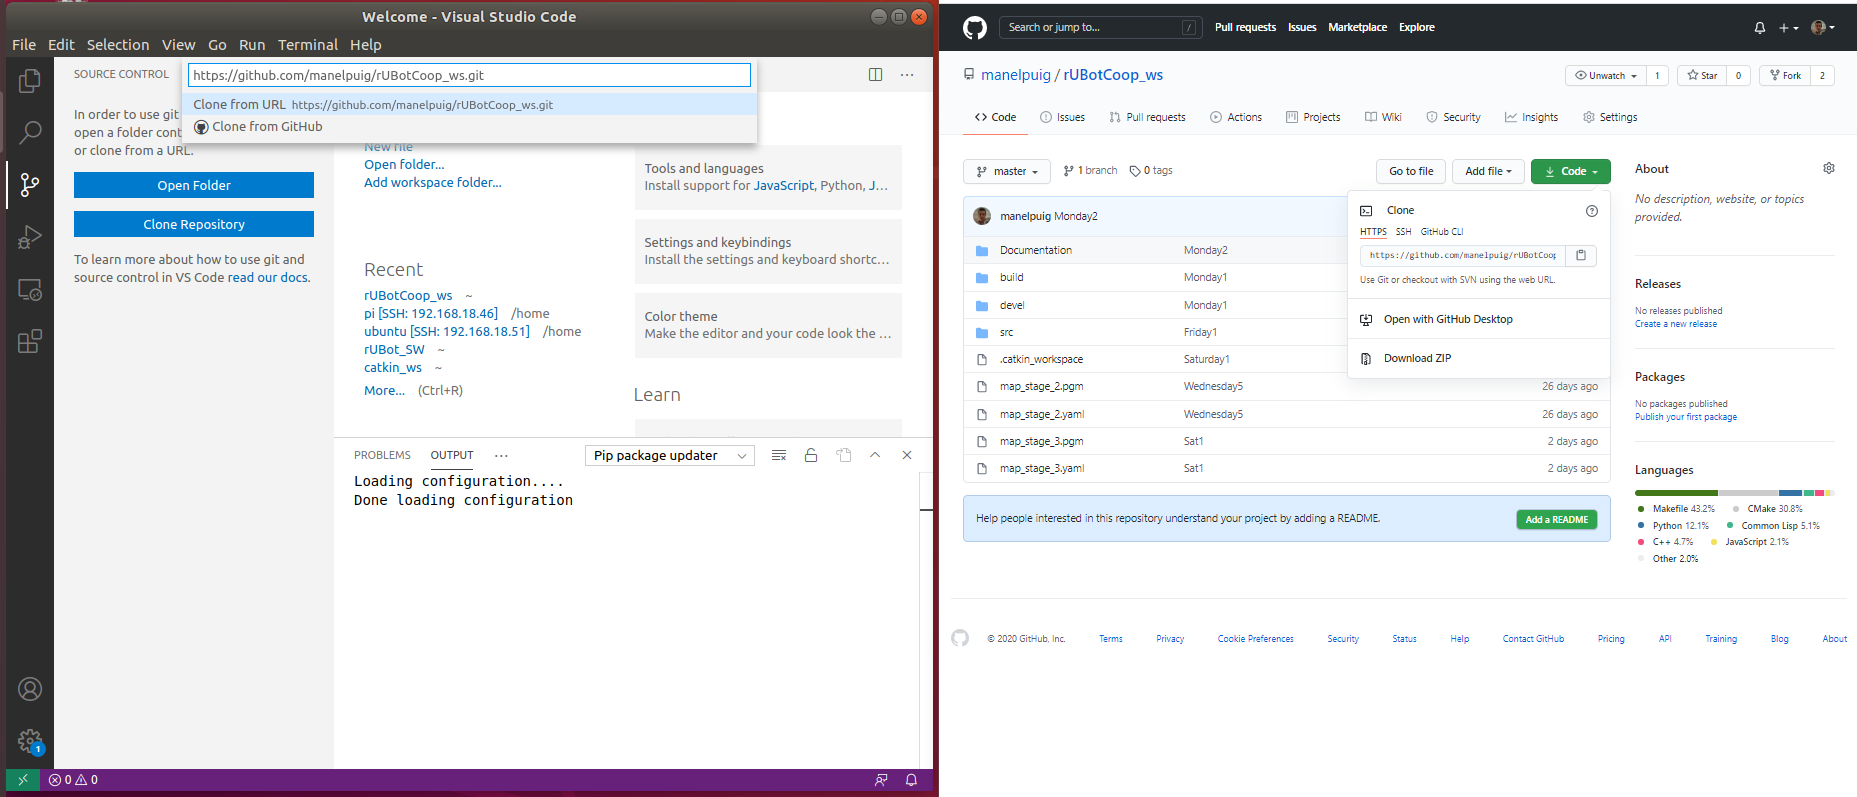 Welcome - Visual Studio Code
File Edit Selection View Go Run Terminal Help
SOURCE CONTROL
https://github.com/manelpuig/rUBotCoop_ws.git
Clone from URL https://github.com/manelpuig/rUBotCoop_ws.git
Clone from GitHub
In order to use git
open a folder cont
or clone from a URL.
Open Folder
Clone Repository
To learn more about how to use git and
source control in VS Code read our docs.
New file
Open folder...
Add workspace folder...
Recent
rUBotCoop_ws ~
pi [SSH: 192.168.18.46] /home
ubuntu [SSH: 192.168.18.51] /home
rUBot_SW ~
catkin_ws ~
More... (Ctrl+R)
Tools and languages
Install support for JavaScript, Python, J...
Settings and keybindings
Install the settings and keyboard shortc...
Color theme
Make the editor and your code look the ...
Learn
PROBLEMS OUTPUT ...
Pip package updater
Loading configuration....
Done loading configuration
1
0 0
Search or jump to... /
Pull requests Issues Marketplace Explore
manelpuig / rUBotCoop_ws
Unwatch 1 Star 0 Fork 2
Code Issues Pull requests Actions Projects Wiki Security Insights Settings
master 1 branch 0 tags
Go to file Add file Code
manelpuig Monday2
Documentation Monday2
build Monday1
devel Monday1
src Friday1
.catkin_workspace Saturday1
map_stage_2.pgm Wednesday5 26 days ago
map_stage_2.yaml Wednesday5 26 days ago
map_stage_3.pgm Sat1 2 days ago
map_stage_3.yaml Sat1 2 days ago
Clone
HTTPS SSH GitHub CLI
https://github.com/manelpuig/rUBotCoop
Use Git or checkout with SVN using the web URL.
Open with GitHub Desktop
Download ZIP
Help people interested in this repository understand your project by adding a README.
Add a README
About
No description, website, or topics
provided.
Releases
No releases published
Create a new release
Packages
No packages published
Publish your first package
Languages
Makefile 43.2% CMake 30.8%
Python 12.1% Common Lisp 5.1%
C++ 4.7% JavaScript 2.1%
Other 2.0%
© 2020 GitHub, Inc. Terms Privacy Cookie Preferences Security Status Help Contact GitHub Pricing API Training Blog About